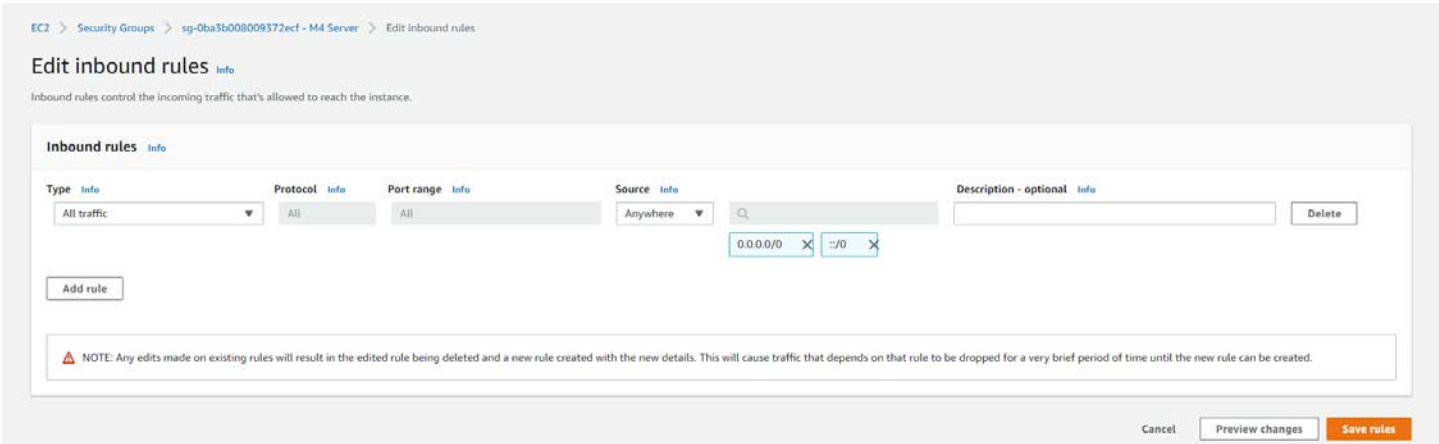 EC2 > Security Groups > sg-0ba3b008009372ecf - M4 Server > Edit inbound rules
Edit inbound rules Info
Inbound rules control the incoming traffic that's allowed to reach the instance.
Inbound rules Info
Type Info Protocol Info Port range Info Source Info Description - optional Info
All traffic All All Anywhere Delete
0.0.0.0/0 ::/0
Add rule
NOTE: Any edits made on existing rules will result in the edited rule being deleted and a new rule created with the new details. This will cause traffic that depends on that rule to be dropped for a very brief period of time until the new rule can be created.
Cancel Preview changes Save rules